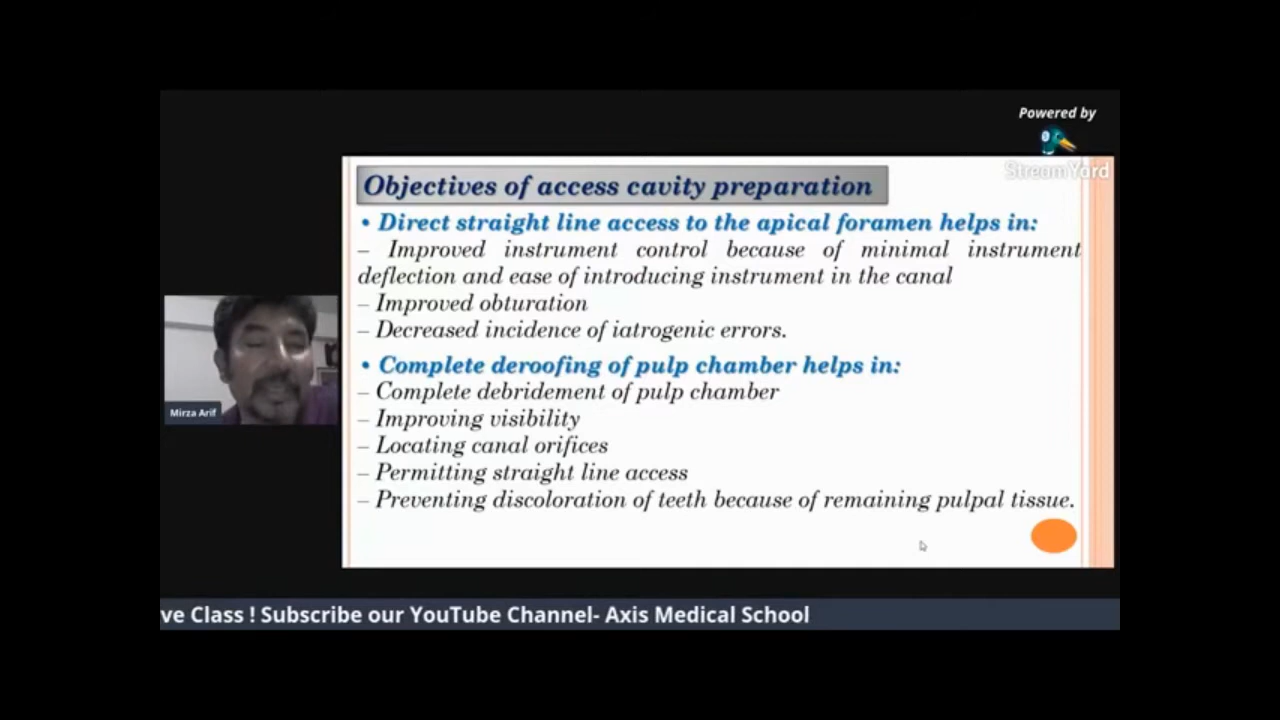 Powered by
StreamYard
Objectives of access cavity preparation
• Direct straight line access to the apical foramen helps in:
– Improved instrument control because of minimal instrument
deflection and ease of introducing instrument in the canal
– Improved obturation
– Decreased incidence of iatrogenic errors.
• Complete deroofing of pulp chamber helps in:
– Complete debridement of pulp chamber
– Improving visibility
– Locating canal orifices
– Permitting straight line access
– Preventing discoloration of teeth because of remaining pulpal tissue.
Mirza Arif
ve Class ! Subscribe our YouTube Channel- Axis Medical School